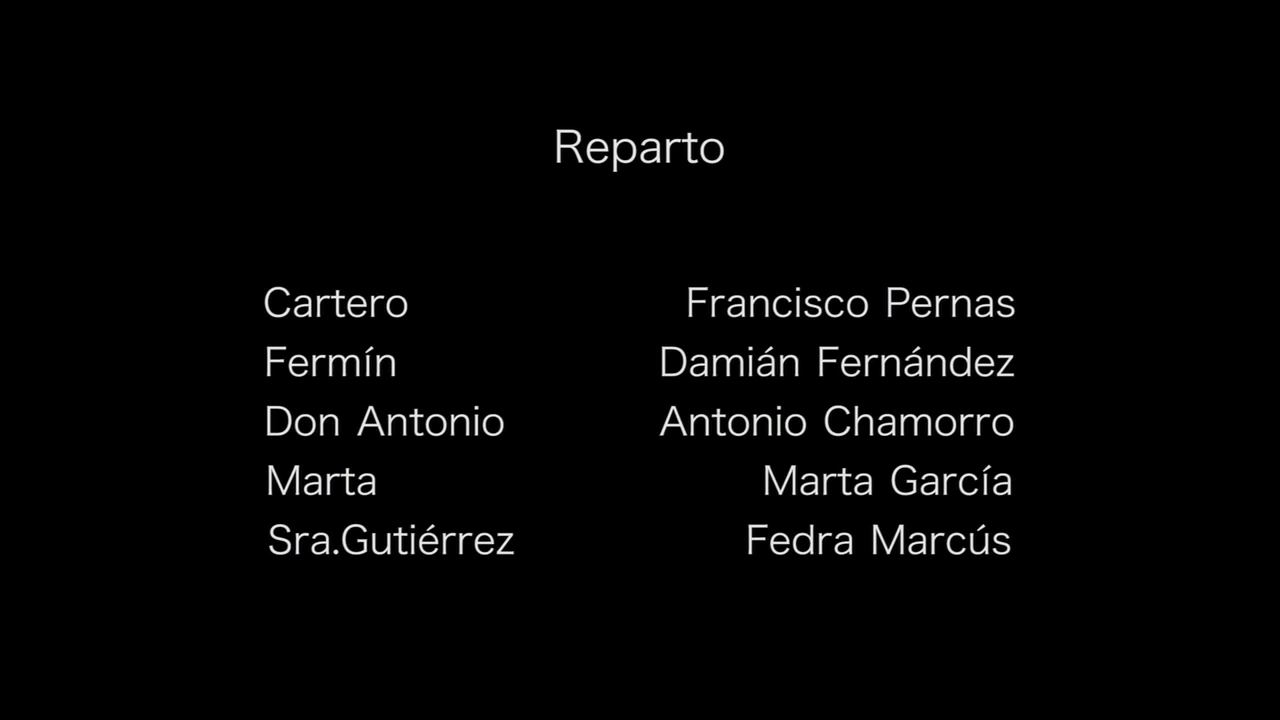 Reparto
Cartero Francisco Pernas
Fermín Damián Fernández
Don Antonio Antonio Chamorro
Marta Marta García
Sra.Gutiérrez Fedra Marcús